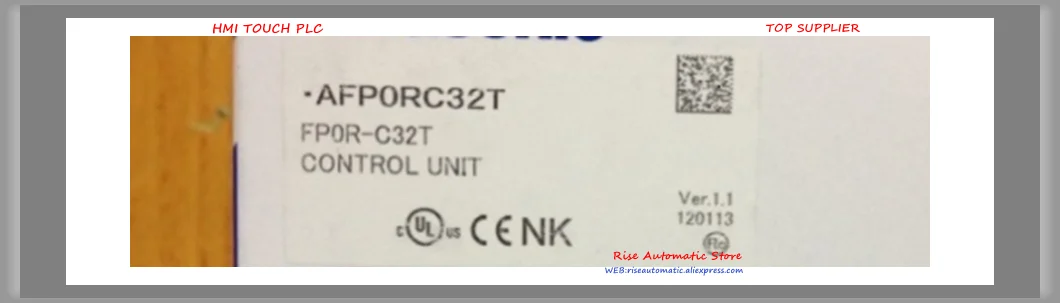 HMI TOUCH PLC
TOP SUPPLIER
·AFP0RC32T
FP0R-C32T
CONTROL UNIT
Ver.1.1
120113
c UL us CE NK
Rise Automatic Store
WEB:riseautomatic.aliexpress.com